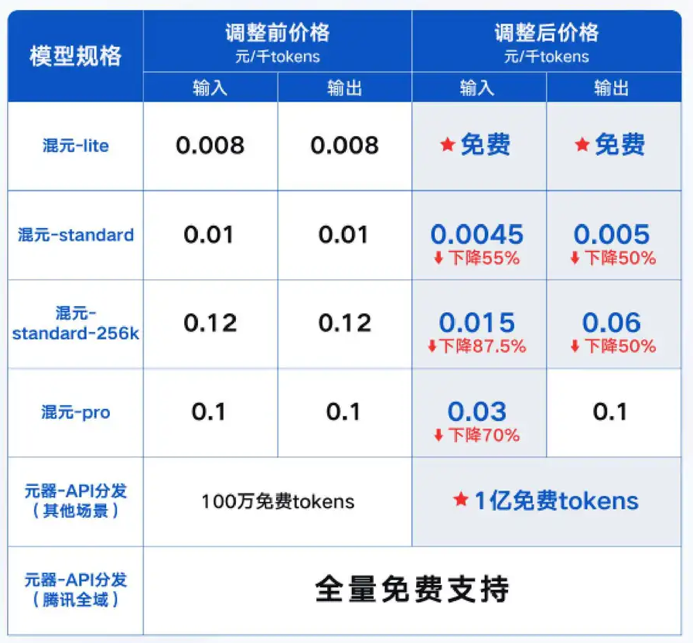 模型规格
调整前价格
元/千tokens
调整后价格
元/千tokens
输入
输出
输入
输出
混元-lite
0.008
0.008
★免费
★免费
混元-standard
0.01
0.01
0.0045
↓下降55%
0.005
↓下降50%
混元-
standard-256k
0.12
0.12
0.015
↓下降87.5%
0.06
↓下降50%
混元-pro
0.1
0.1
0.03
↓下降70%
0.1
元器-API分发
（其他场景）
100万免费tokens
★1亿免费tokens
元器-API分发
（腾讯全域）
全量免费支持